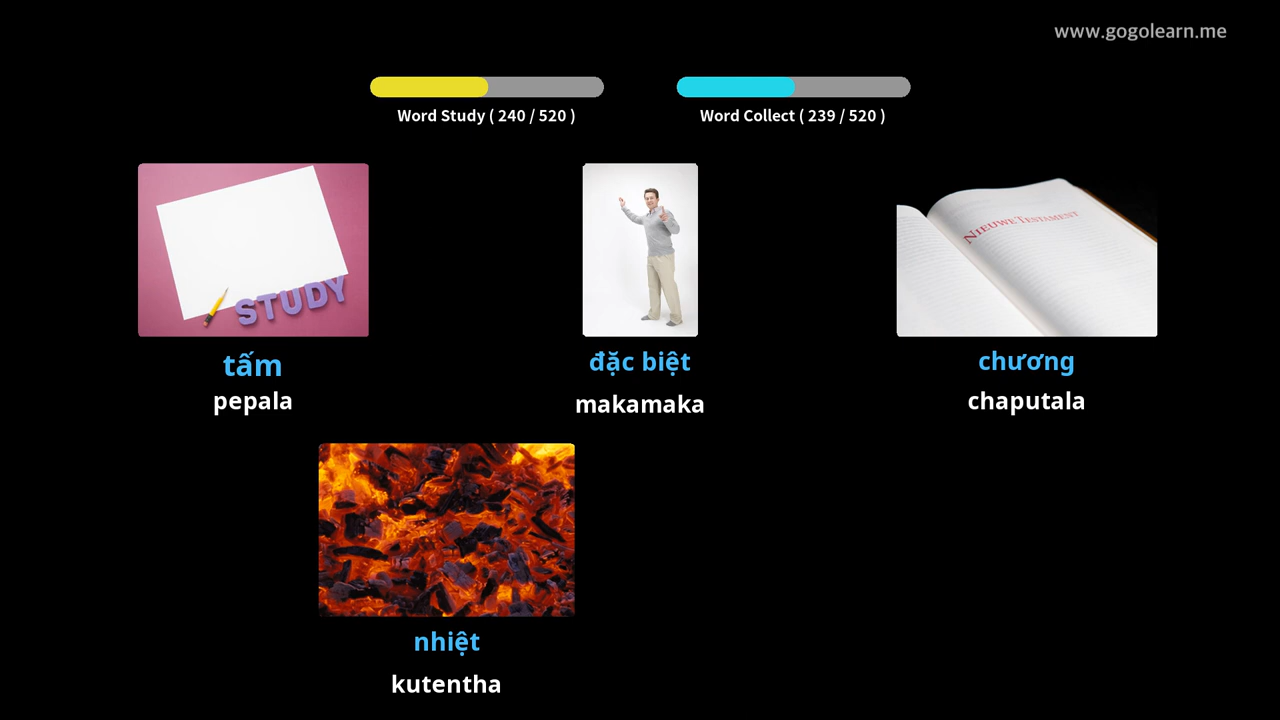 www.gogolearn.me
Word Study ( 240 / 520 )
Word Collect ( 239 / 520 )
STUDY
NIEUWE TESTAMENT
tấm
đặc biệt
chương
pepala
makamaka
chaputala
nhiệt
kutentha